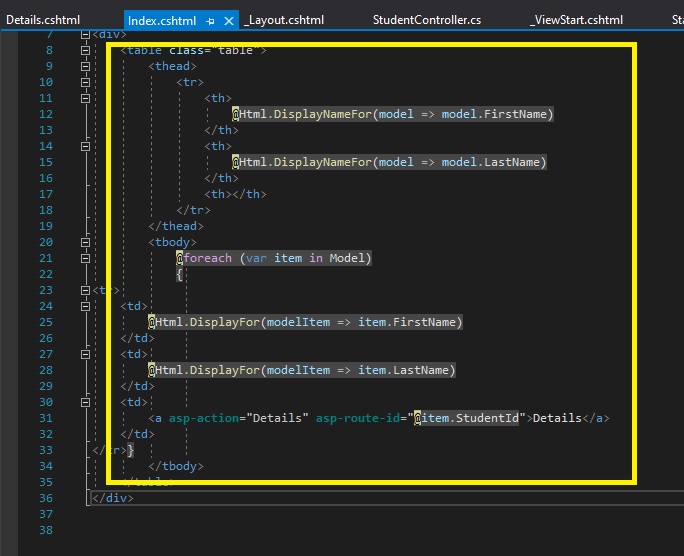 Details.cshtml Index.cshtml _Layout.cshtml StudentController.cs _ViewStart.cshtml Sta
7 <div>
8 <table class="table">
9 <thead>
10 <tr>
11 <th>
12 @Html.DisplayNameFor(model => model.FirstName)
13 </th>
14 <th>
15 @Html.DisplayNameFor(model => model.LastName)
16 </th>
17 <th></th>
18 </tr>
19 </thead>
20 <tbody>
21 @foreach (var item in Model)
22 {
23 <tr>
24 <td>
25 @Html.DisplayFor(modelItem => item.FirstName)
26 </td>
27 <td>
28 @Html.DisplayFor(modelItem => item.LastName)
29 </td>
30 <td>
31 <a asp-action="Details" asp-route-id="@item.StudentId">Details</a>
32 </td>
33 </tr>}
34 </tbody>
35 </table>
36 </div>
37
38